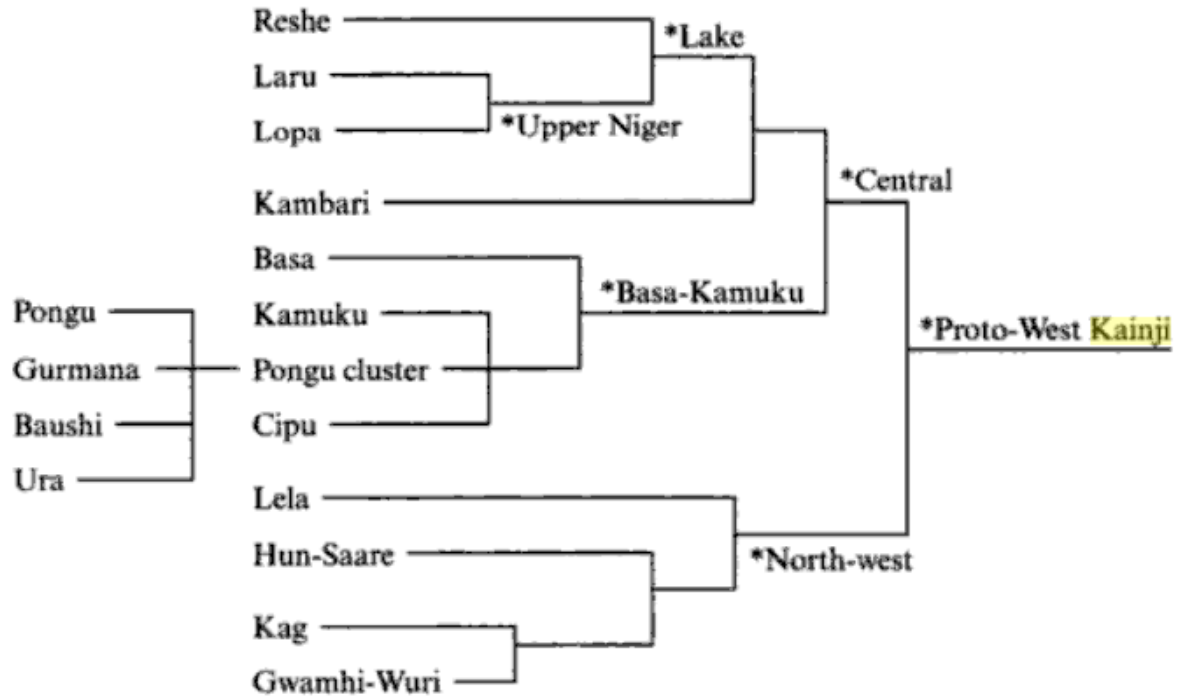 Reshe
*Lake
Laru
Lopa
*Upper Niger
*Central
Kambari
Basa
*Basa-Kamuku
Pongu
Kamuku
*Proto-West Kainji
Gurmana
Pongu cluster
Baushi
Cipu
Ura
Lela
Hun-Saare
*North-west
Kag
Gwamhi-Wuri